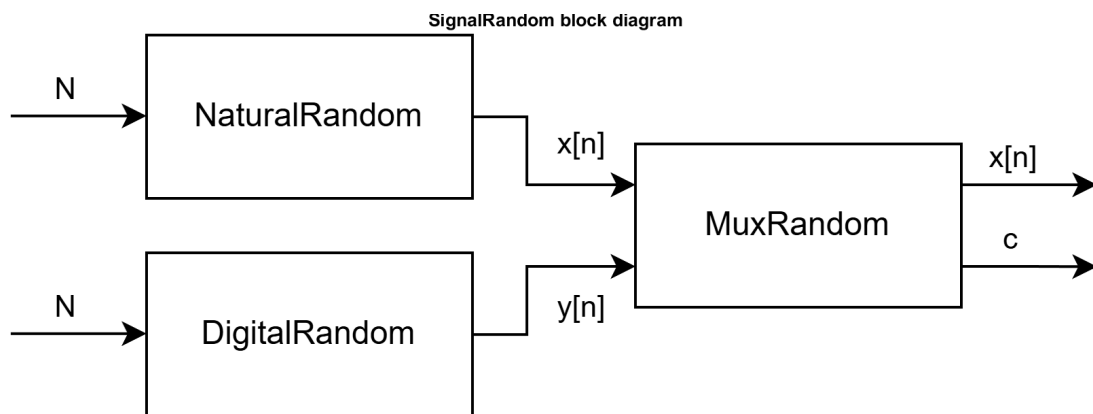 SignalRandom block diagram
N
NaturalRandom
x[n]
x[n]
MuxRandom
c
N
y[n]
DigitalRandom